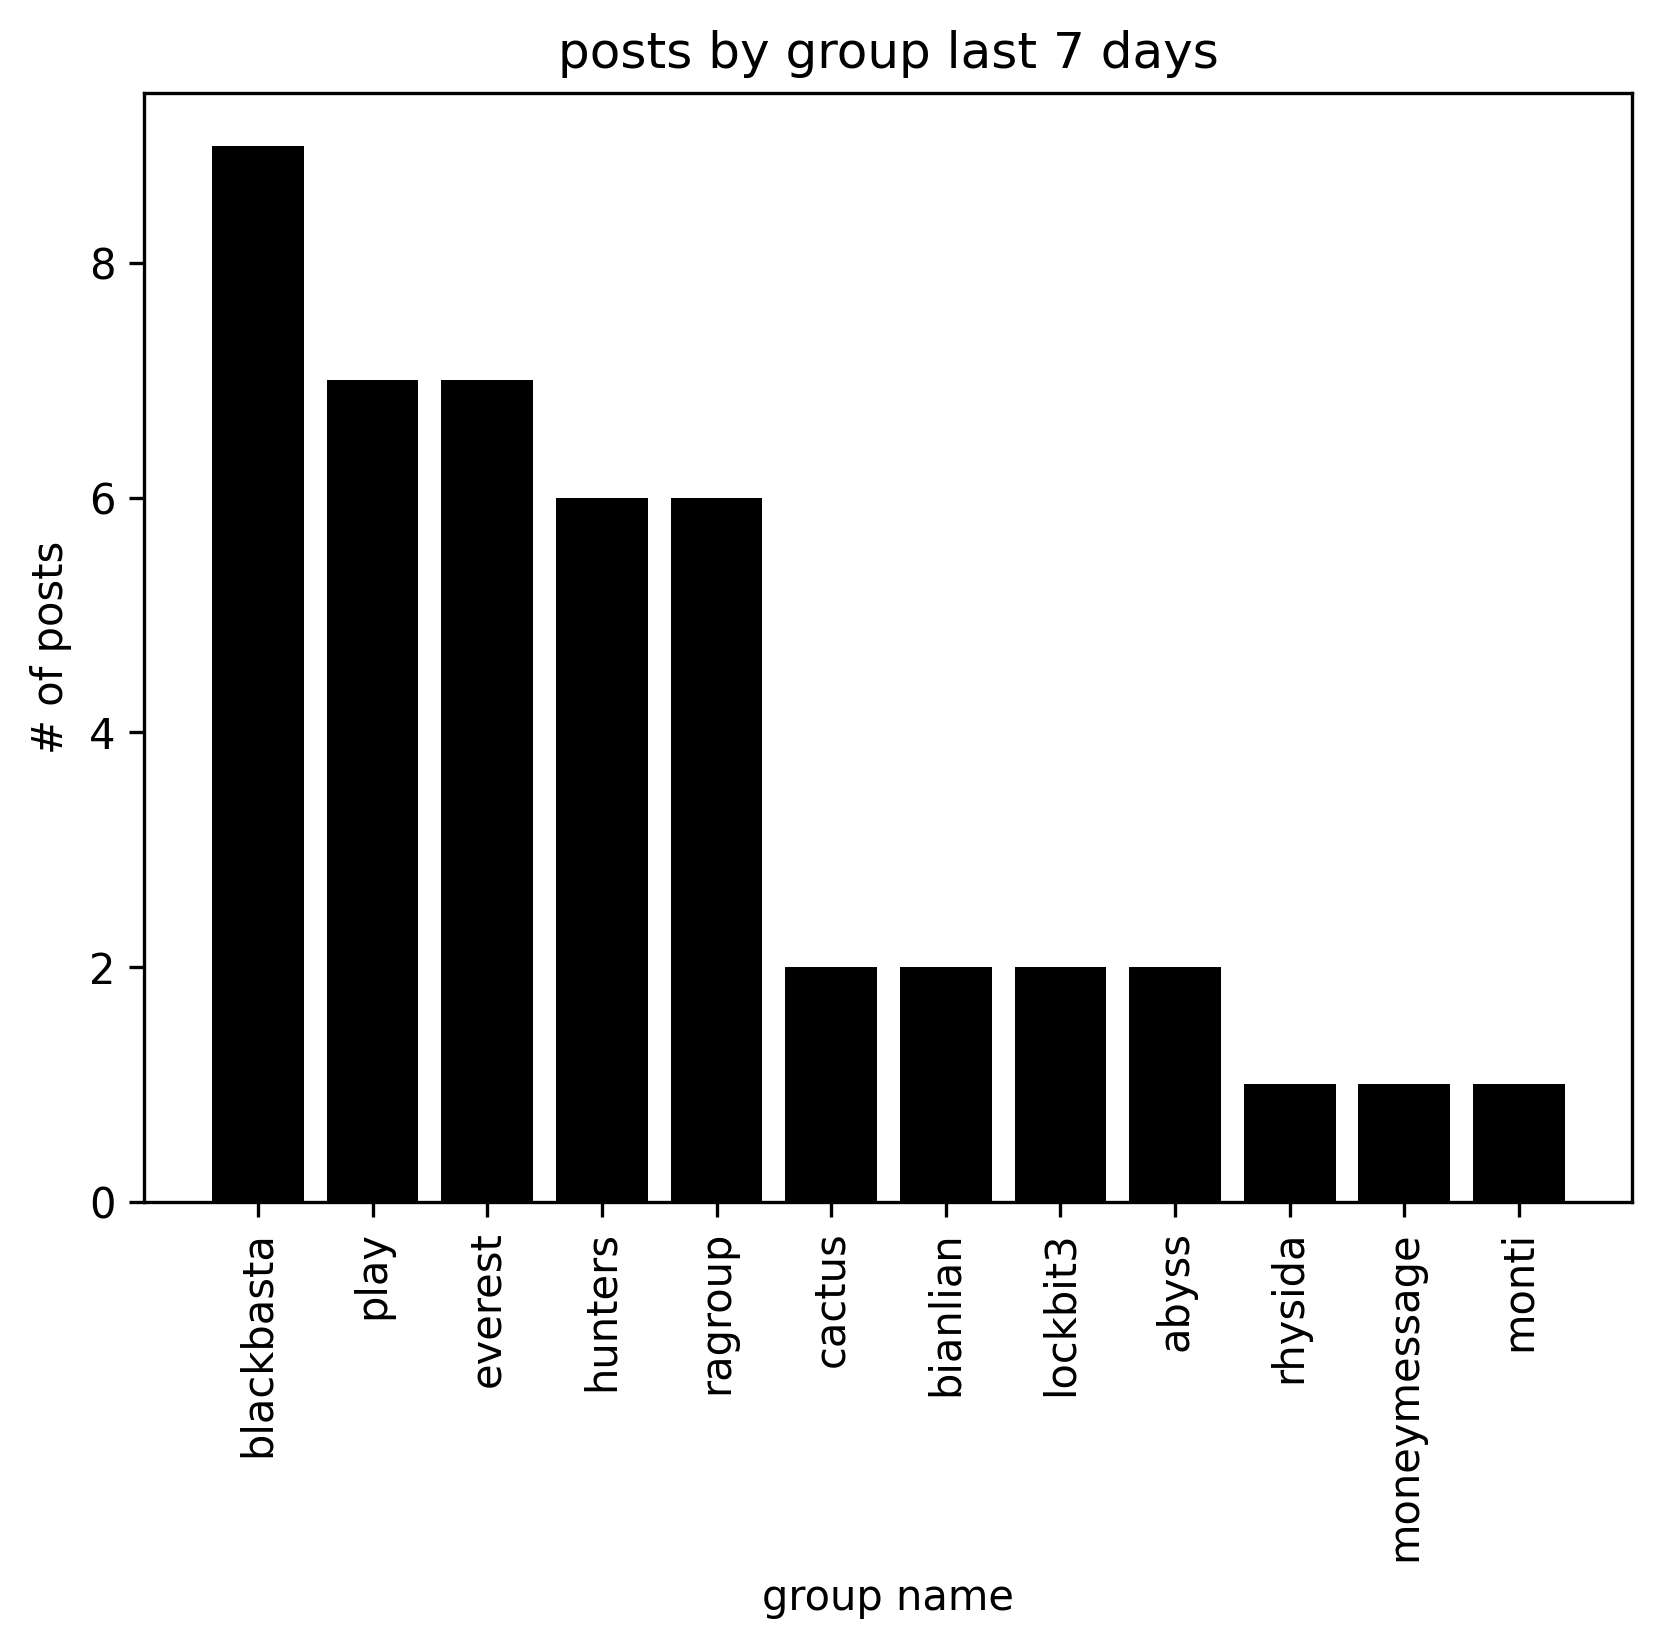 posts by group last 7 days
# of posts
8
6
4
2
0
blackbasta
play
everest
hunters
ragroup
cactus
bianlian
lockbit3
abyss
rhysida
moneymessage
monti
group name